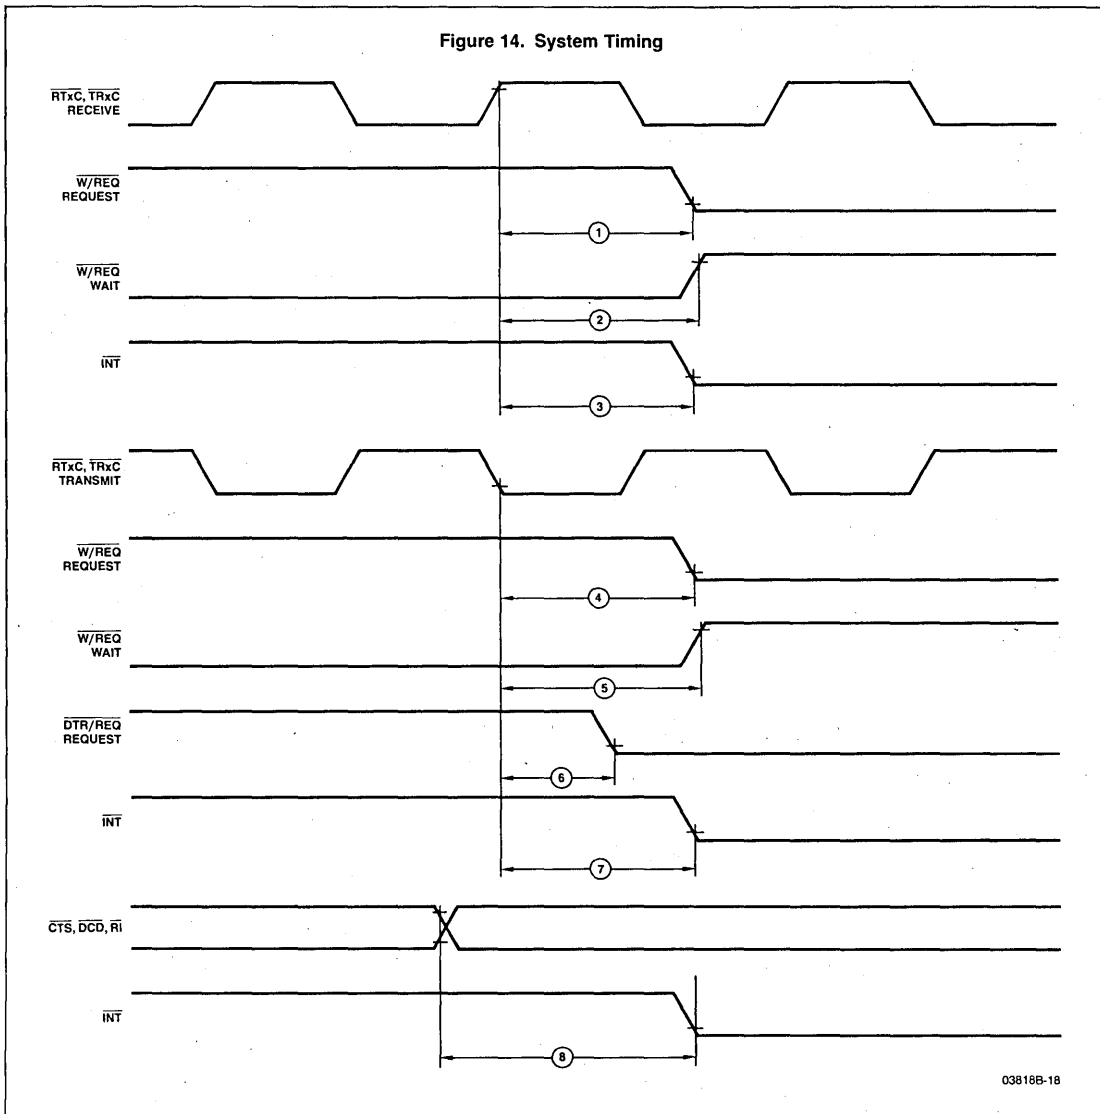 Figure 14. System Timing
RTxC, TRxC
RECEIVE
W/REQ
REQUEST
1
W/REQ
WAIT
2
INT
3
RTxC, TRxC
TRANSMIT
W/REQ
REQUEST
4
W/REQ
WAIT
5
DTR/REQ
REQUEST
6
INT
7
CTS, DCD, RI
INT
8
03818B-18